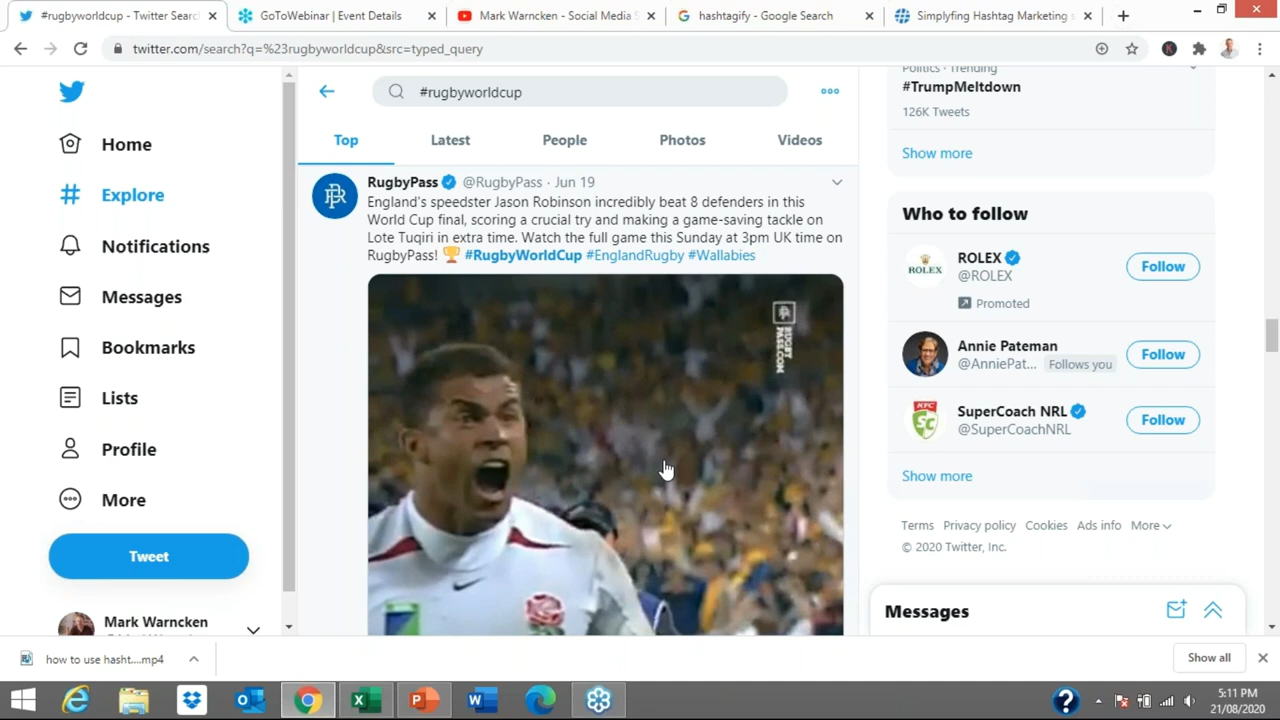 #rugbyworldcup - Twitter Searc
GoToWebinar | Event Details
Mark Warncken - Social Media S
hashtagify - Google Search
Simplyfing Hashtag Marketing s
twitter.com/search?q=%23rugbyworldcup&src=typed_query
K
Home
Explore
Notifications
Messages
Bookmarks
Lists
Profile
More
Tweet
Mark Warncken
#rugbyworldcup
Top
Latest
People
Photos
Videos
RugbyPass @RugbyPass · Jun 19
England's speedster Jason Robinson incredibly beat 8 defenders in this
World Cup final, scoring a crucial try and making a game-saving tackle on
Lote Tuqiri in extra time. Watch the full game this Sunday at 3pm UK time on
RugbyPass! 🏆 #RugbyWorldCup #EnglandRugby #Wallabies
RUGBY
PASS.COM
Politics · Trending
#TrumpMeltdown
126K Tweets
Show more
Who to follow
ROLEX
ROLEX
@ROLEX
Promoted
Follow
Annie Pateman
@AnniePat... Follows you
Follow
KFC
SC
SuperCoach NRL
@SuperCoachNRL
Follow
Show more
Terms Privacy policy Cookies Ads info More
© 2020 Twitter, Inc.
Messages
how to use hasht....mp4
Show all
5:11 PM
21/08/2020